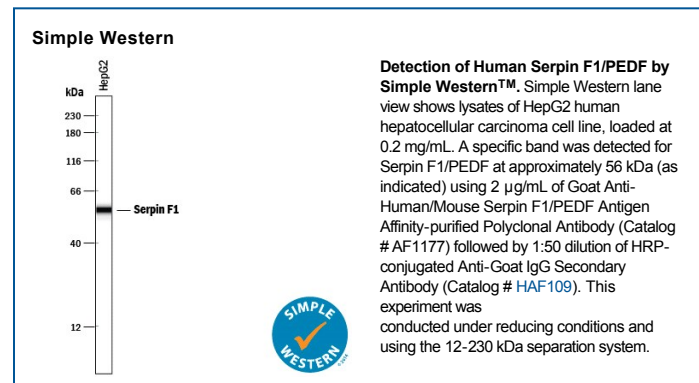 Simple Western
HepG2
kDa
230
180
116
66
Serpin F1
40
12
SIMPLE
WESTERN
Detection of Human Serpin F1/PEDF by
Simple Western™. Simple Western lane
view shows lysates of HepG2 human
hepatocellular carcinoma cell line, loaded at
0.2 mg/mL. A specific band was detected for
Serpin F1/PEDF at approximately 56 kDa (as
indicated) using 2 µg/mL of Goat Anti-
Human/Mouse Serpin F1/PEDF Antigen
Affinity-purified Polyclonal Antibody (Catalog
# AF1177) followed by 1:50 dilution of HRP-
conjugated Anti-Goat IgG Secondary
Antibody (Catalog # HAF109). This
experiment was
conducted under reducing conditions and
using the 12-230 kDa separation system.